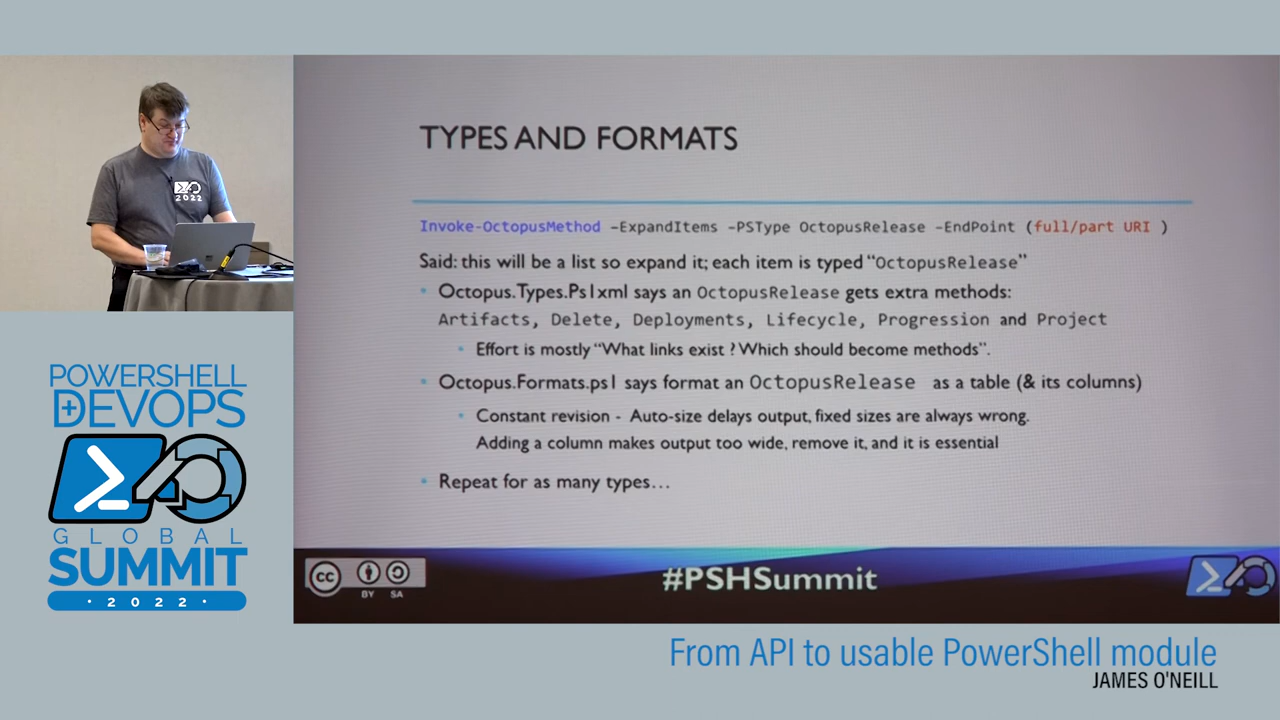 TYPES AND FORMATS
Invoke-OctopusMethod -ExpandItems -PSType OctopusRelease -EndPoint (full/part URI )
Said: this will be a list so expand it; each item is typed "OctopusRelease"
• Octopus.Types.Ps1xml says an OctopusRelease gets extra methods:
Artifacts, Delete, Deployments, Lifecycle, Progression and Project
• Effort is mostly "What links exist ? Which should become methods".
• Octopus.Formats.ps1 says format an OctopusRelease as a table (& its columns)
• Constant revision - Auto-size delays output, fixed sizes are always wrong.
Adding a column makes output too wide, remove it, and it is essential
• Repeat for as many types...
cc
BY SA
#PSHSummit
2022
POWERSHELL
DEVOPS
GLOBAL
SUMMIT
· 2022 ·
From API to usable PowerShell module
JAMES O'NEILL